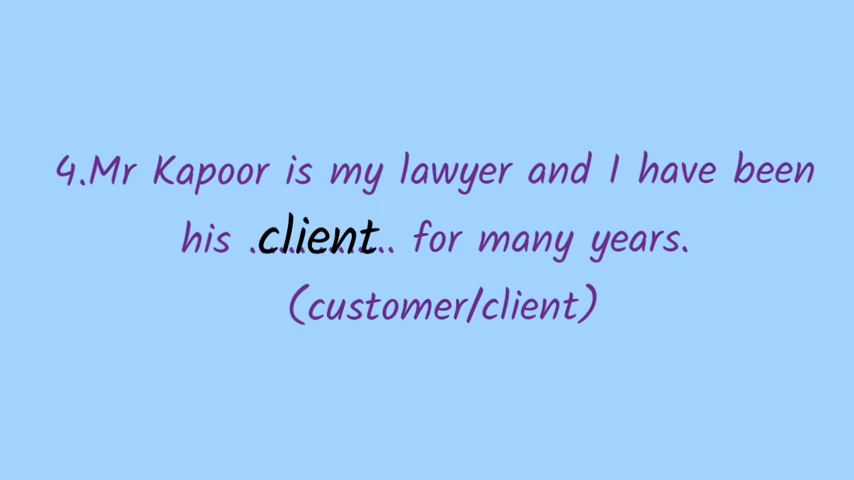 4.Mr Kapoor is my lawyer and I have been
his .client.. for many years.
(customer/client)